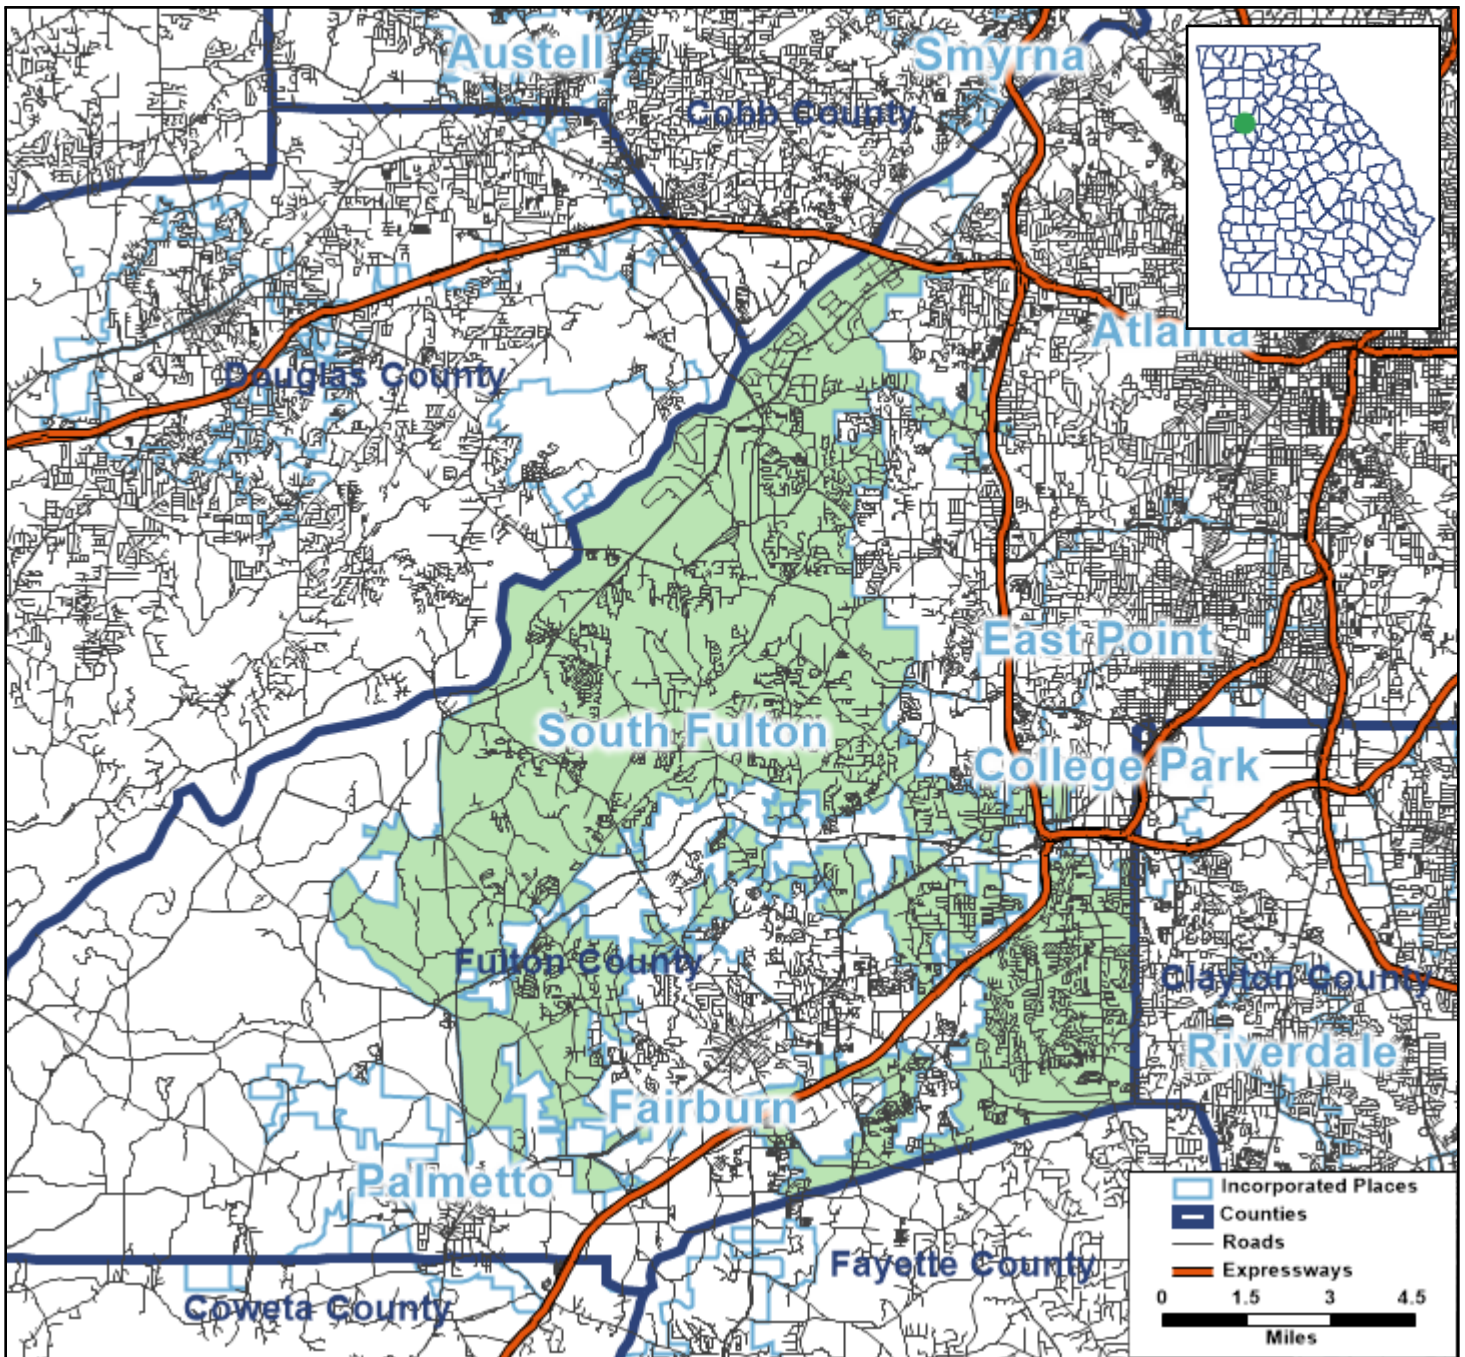 Austell
Smyrna
Cobb County
Atlanta
Douglas County
East Point
South Fulton
College Park
Fulton County
Clayton County
Riverdale
Fairburn
Palmetto
Fayette County
Coweta County
Incorporated Places
Counties
Roads
Expressways
0 1.5 3 4.5
Miles